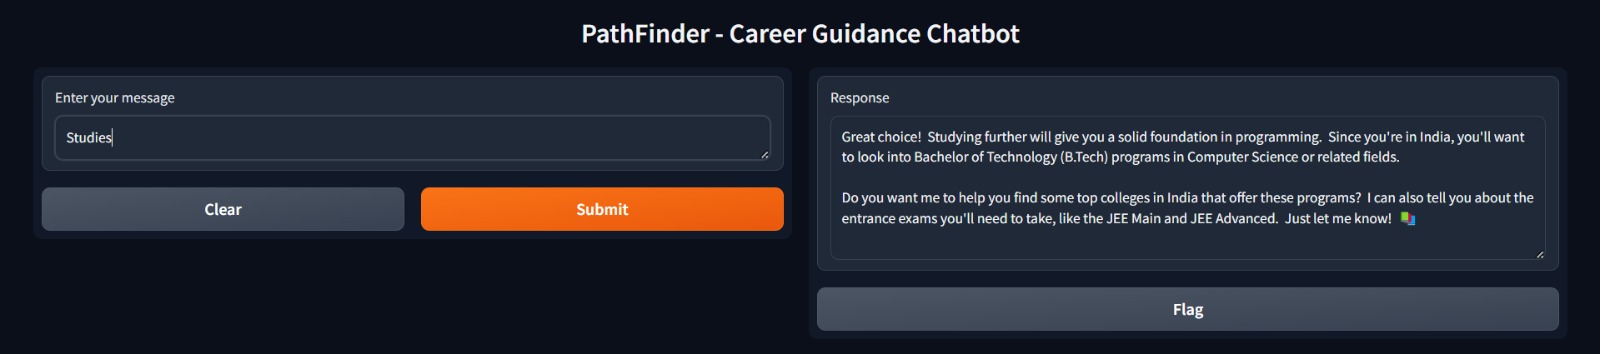 PathFinder - Career Guidance Chatbot
Enter your message
Studies
Clear
Submit
Response
Great choice!  Studying further will give you a solid foundation in programming.  Since you're in India, you'll want
to look into Bachelor of Technology (B.Tech) programs in Computer Science or related fields.
Do you want me to help you find some top colleges in India that offer these programs?  I can also tell you about the
entrance exams you'll need to take, like the JEE Main and JEE Advanced.  Just let me know!  📚
Flag